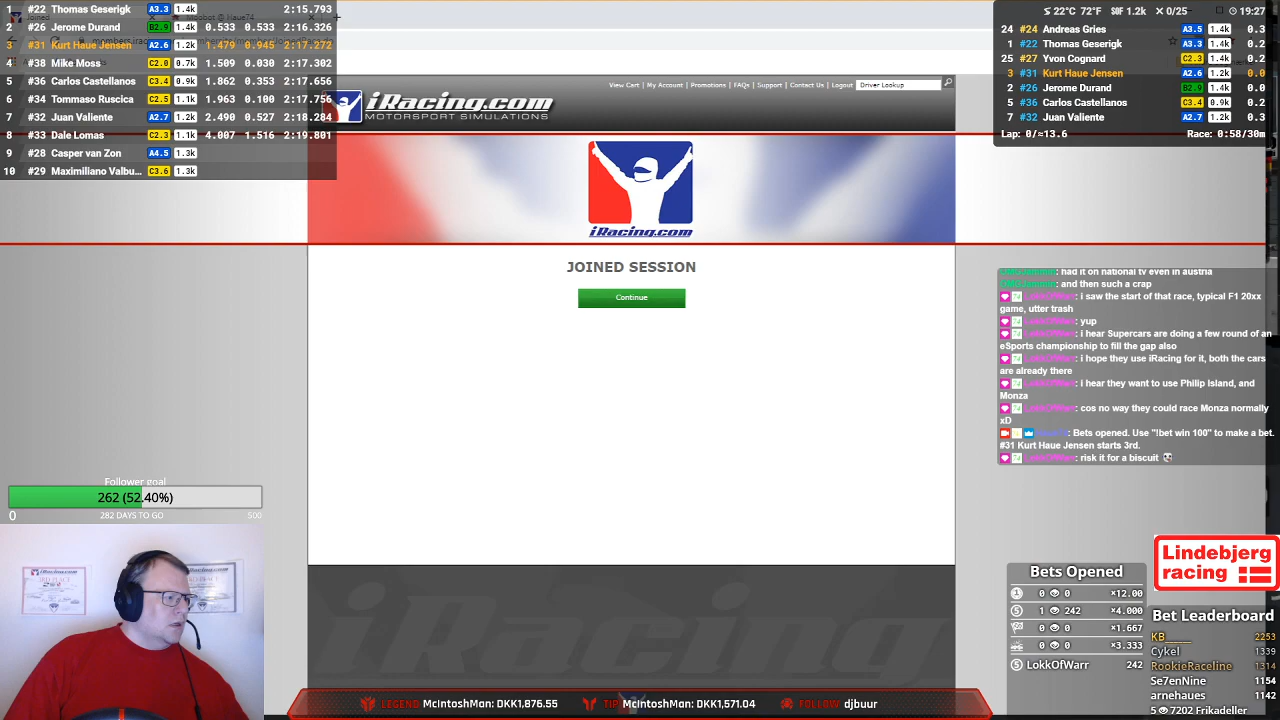 1 #22 Thomas Geserigk A3.3 1.4k 2:15.793
2 #26 Jerome Durand B2.9 1.4k 0.533 0.533 2:16.327
3 #31 Kurt Haue Jensen A2.6 1.2k 1.479 0.945 2:17.272
4 #38 Mike Moss C2.0 0.7k 1.509 0.030 2:17.302
5 #36 Carlos Castellanos C3.4 0.9k 1.862 0.353 2:17.656
6 #34 Tommaso Ruscica C2.5 1.1k 1.963 0.100 2:17.756
7 #32 Juan Valiente A2.7 1.2k 2.490 0.527 2:18.284
8 #33 Dale Lomas C2.3 1.1k 4.007 1.516 2:19.801
9 #28 Casper van Zon A4.5 1.3k
10 #29 Maximiliano Valbu... C3.6 1.1k
View Cart | My Account | Promotions | FAQs | Support | Contact Us | Logout Driver Lookup
iRacing.com
MOTORSPORT SIMULATIONS
iRacing.com
JOINED SESSION
Continue
22°C 72°F 1.2k 0/25 19:27
24 #24 Andreas Gries A3.5 1.4k 0.3
1 #22 Thomas Geserigk A3.3 1.4k 0.2
25 #27 Yvon Cognard C2.3 1.4k 0.2
3 #31 Kurt Haue Jensen A2.6 1.2k 0.0
2 #26 Jerome Durand B2.9 1.4k 0.0
5 #36 Carlos Castellanos C3.4 0.9k 0.2
7 #32 Juan Valiente A2.7 1.2k 0.3
Lap: 0/≈13.6 Race: 0:58/30m
: had it on national tv even in austria
: and then such a crap
LokkOfWarr: i saw the start of that race, typical F1 20xx
game, utter trash
LokkOfWarr: yup
LokkOfWarr: i hear Supercars are doing a few round of an
eSports championship to fill the gap also
LokkOfWarr: i hope they use iRacing for it, both the cars
are already there
LokkOfWarr: i hear they want to use Philip Island, and
Monza
LokkOfWarr: cos no way they could race Monza normally
xD
: Bets opened. Use "!bet win 100" to make a bet.
#31 Kurt Haue Jensen starts 3rd.
LokkOfWarr: risk it for a biscuit
Follower goal
262 (52.40%)
0 282 DAYS TO GO 500
Lindebjerg
racing
Bets Opened
1 0 0 ×12.00
5 1 242 ×4.000
0 0 ×1.667
0 0 ×3.333
5 LokkOfWarr 242
Bet Leaderboard
KB_____ 2253
Cykel 1339
RookieRaceline 1314
Se7enNine 1154
arnehaues 1142
5 7202 Frikadeller
iRacing
LEGEND McIntoshMan: DKK1,876.55 TIP McIntoshMan: DKK1,571.04 FOLLOW djbuur